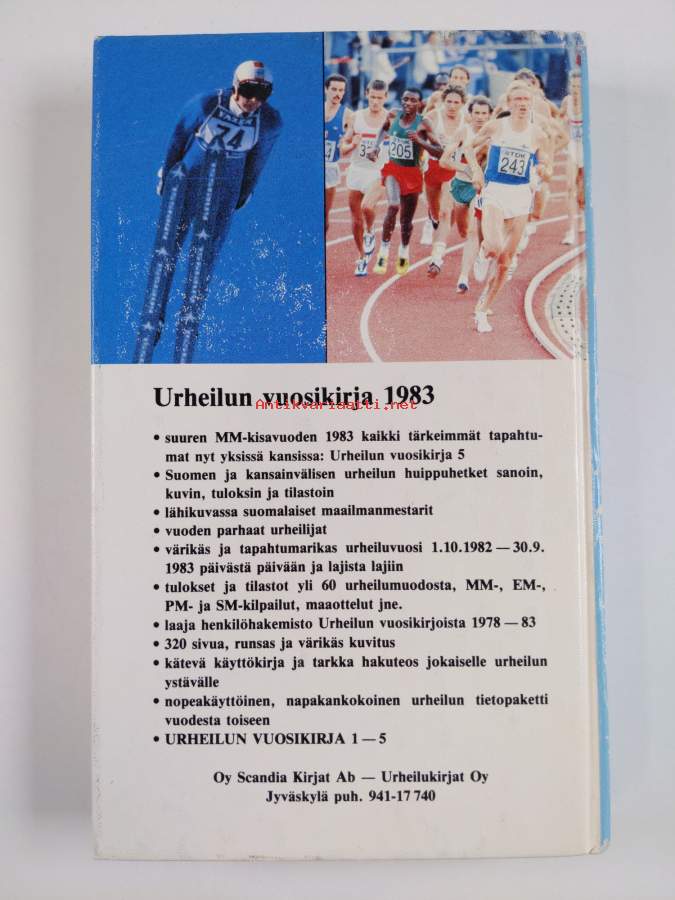 74
205
243
TDK
Urheilun vuosikirja 1983
Antikvariaatti.net
• suuren MM-kisavuoden 1983 kaikki tärkeimmät tapahtu-
mat nyt yksissä kansissa: Urheilun vuosikirja 5
• Suomen ja kansainvälisen urheilun huippuhetket sanoin,
kuvin, tuloksin ja tilastoin
• lähikuvassa suomalaiset maailmanmestarit
• vuoden parhaat urheilijat
• värikäs ja tapahtumarikas urheiluvuosi 1.10.1982 — 30.9.
1983 päivästä päivään ja lajista lajiin
• tulokset ja tilastot yli 60 urheilumuodosta, MM-, EM-,
PM- ja SM-kilpailut, maaottelut jne.
• laaja henkilöhakemisto Urheilun vuosikirjoista 1978 — 83
• 320 sivua, runsas ja värikäs kuvitus
• kätevä käyttökirja ja tarkka hakuteos jokaiselle urheilun
ystävälle
• nopeakäyttöinen, napakankokoinen urheilun tietopaketti
vuodesta toiseen
• URHEILUN VUOSIKIRJA 1 — 5
Oy Scandia Kirjat Ab — Urheilukirjat Oy
Jyväskylä puh. 941-17 740